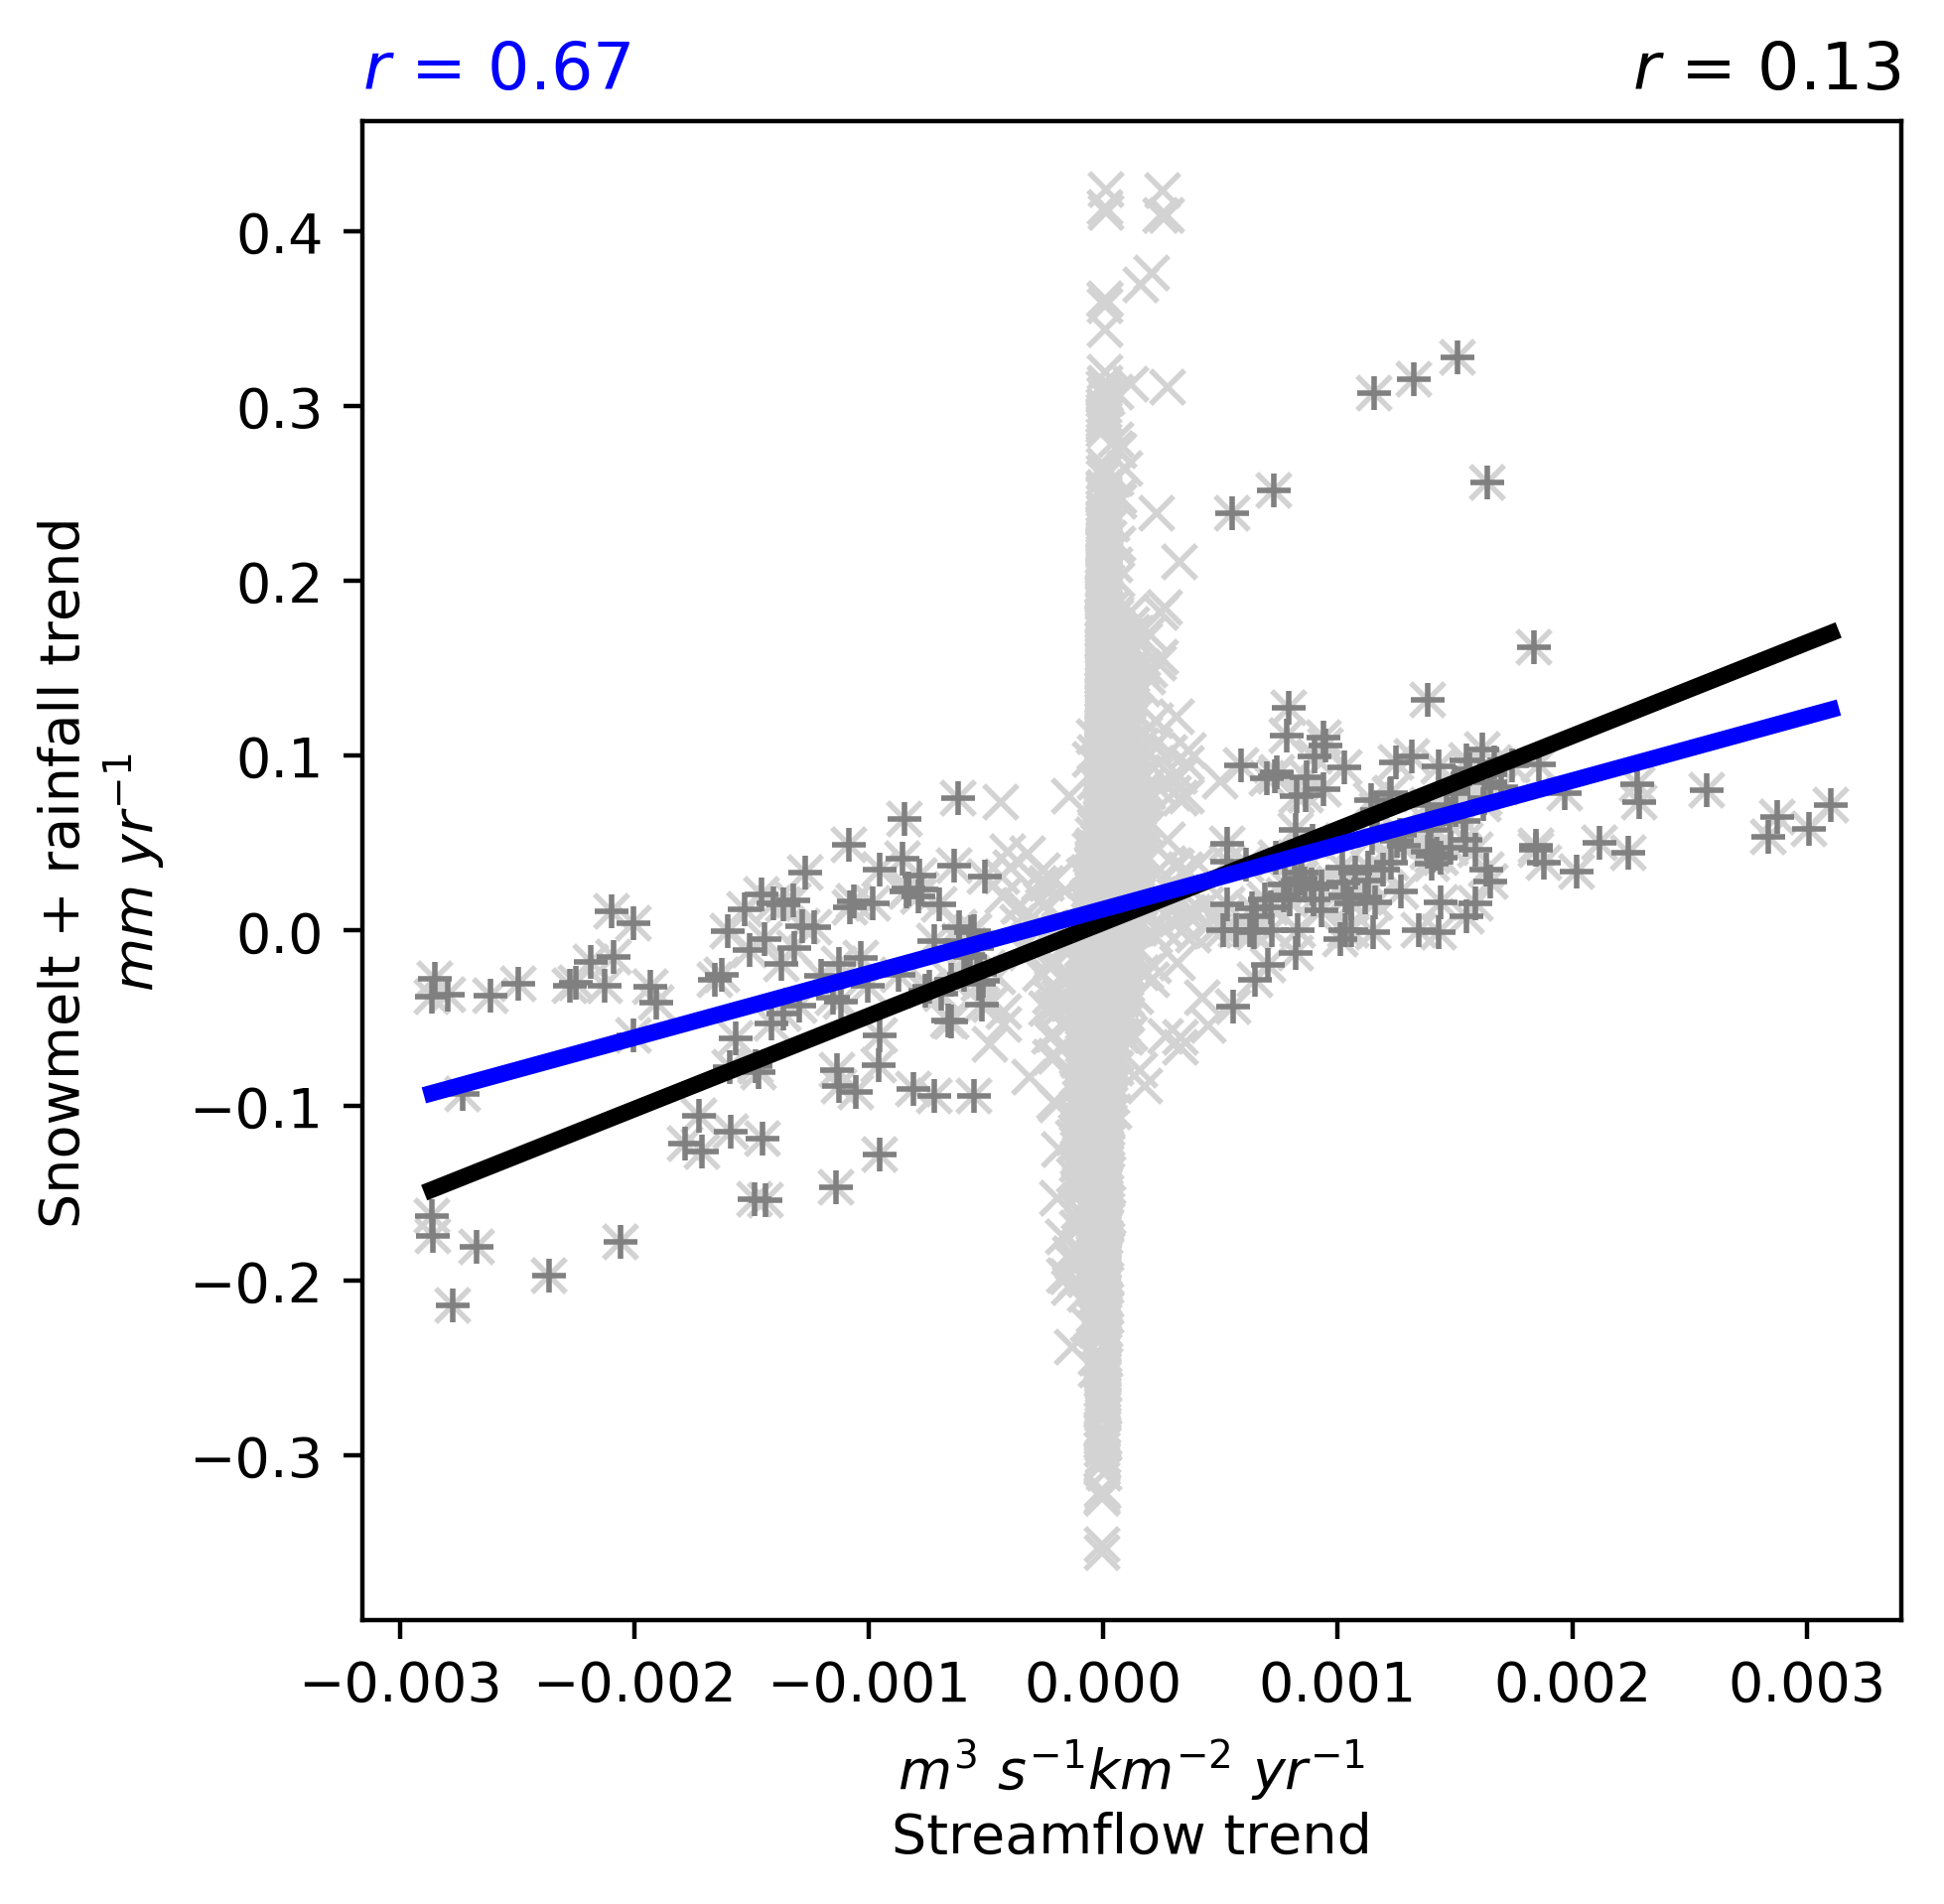 r = 0.67
r = 0.13
Snowmelt + rainfall trend
mm yr⁻¹
0.4
0.3
0.2
0.1
0.0
−0.1
−0.2
−0.3
−0.003 −0.002 −0.001 0.000 0.001 0.002 0.003
m³ s⁻¹km⁻² yr⁻¹
Streamflow trend